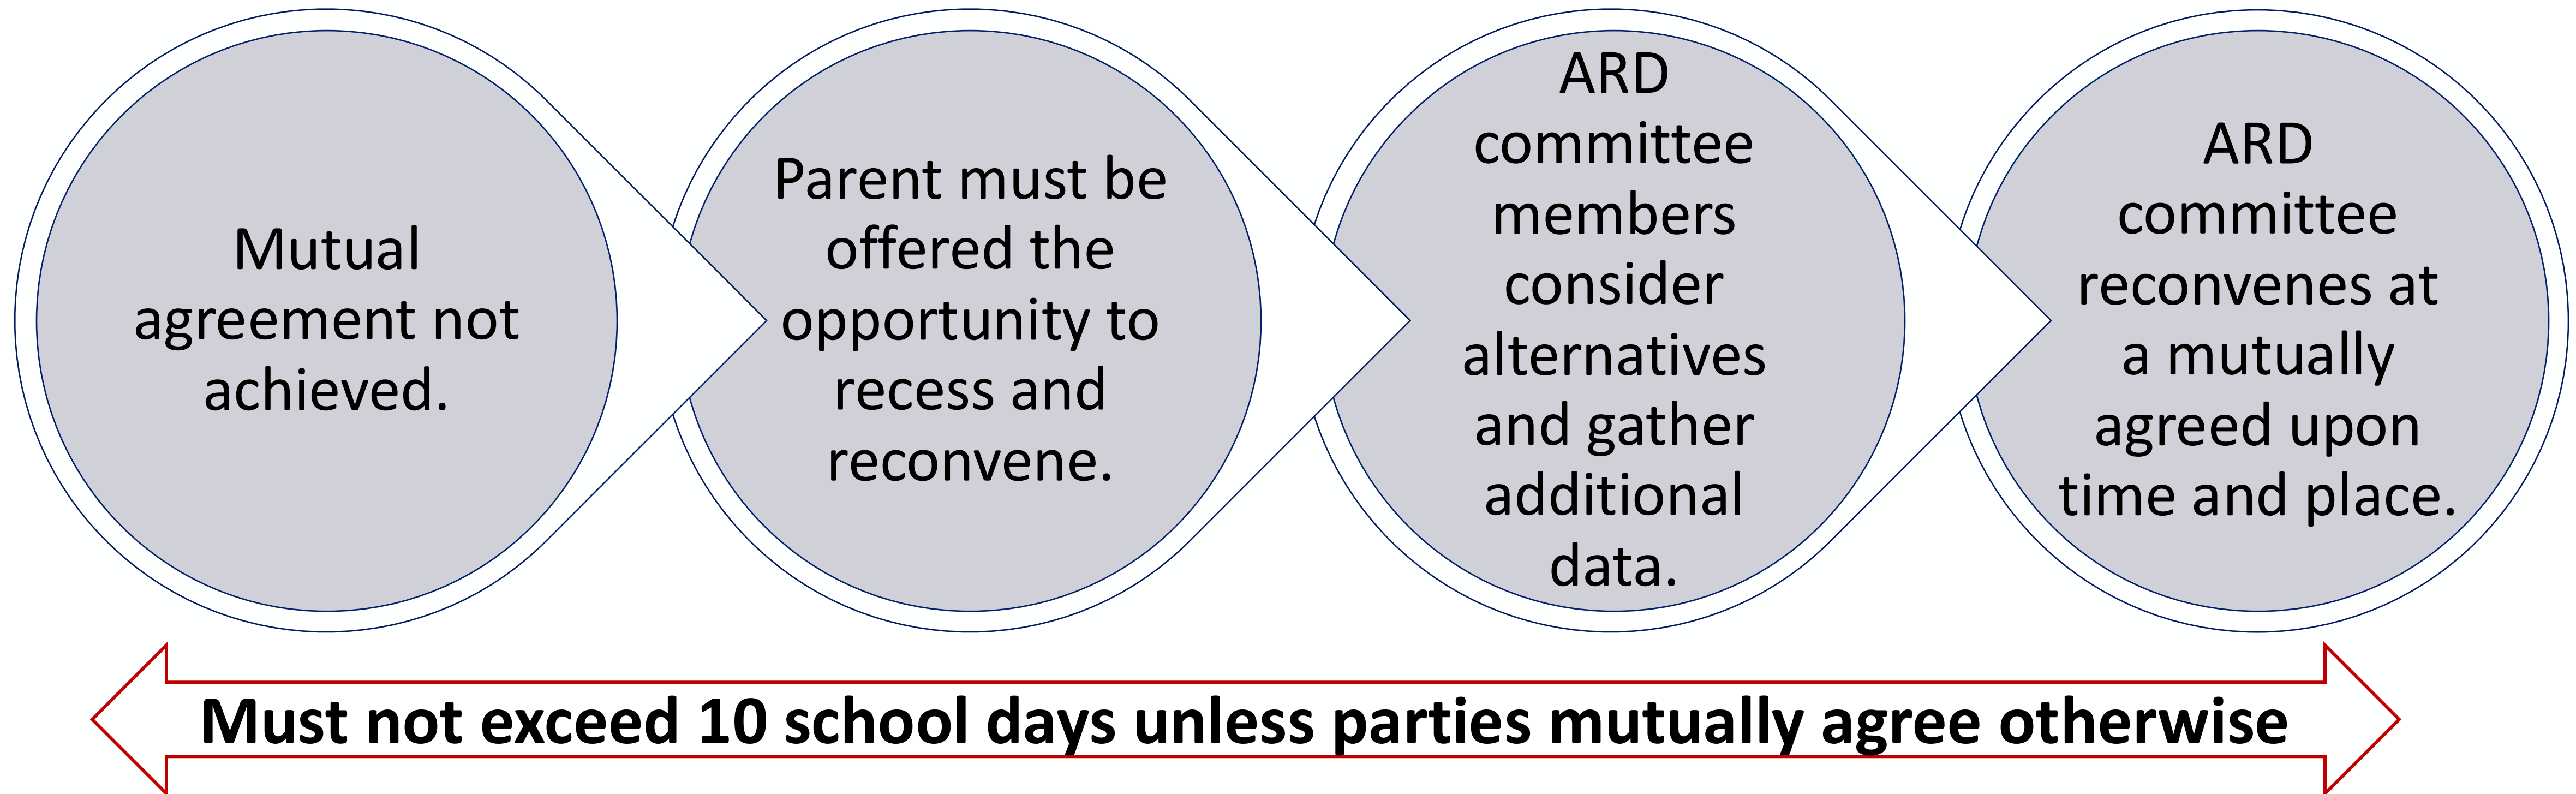 Mutual
agreement not
achieved.
Parent must be
offered the
opportunity to
recess and
reconvene.
ARD
committee
members
consider
alternatives
and gather
additional
data.
ARD
committee
reconvenes at
a mutually
agreed upon
time and place.
Must not exceed 10 school days unless parties mutually agree otherwise